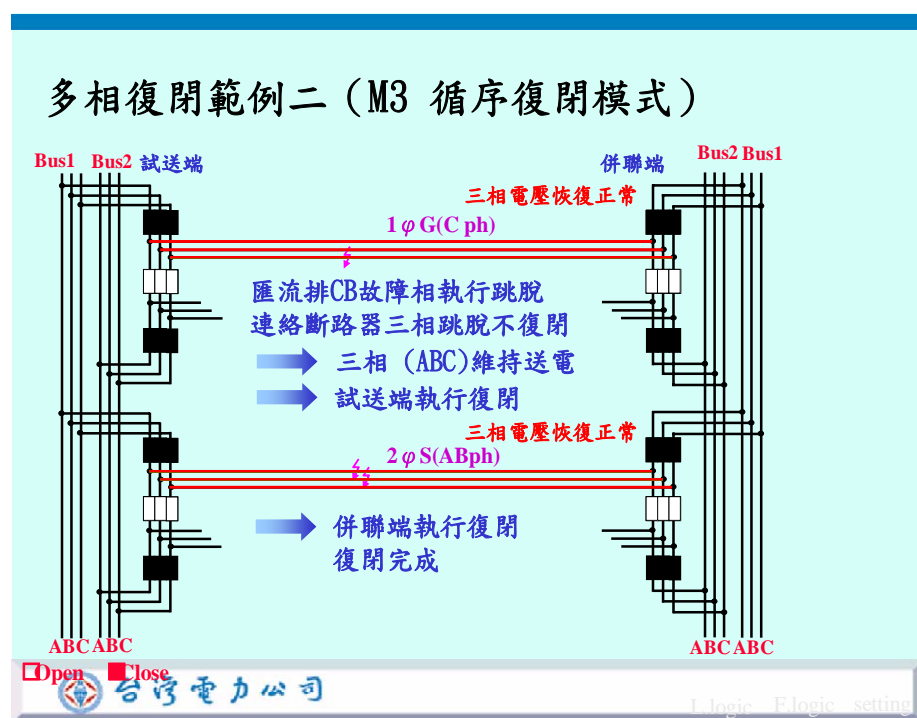 多相復閉範例二(M3 循序復閉模式)
Bus1 Bus2 試送端
併聯端 Bus2 Bus1
三相電壓恢復正常
1φG(C ph)
匯流排CB故障相執行跳脫
連絡斷路器三相跳脫不復閉
三相 (ABC)維持送電
試送端執行復閉
三相電壓恢復正常
2φS(ABph)
併聯端執行復閉
復閉完成
ABC ABC
ABC ABC
Open Close
台灣電力公司
L.logic F.logic setting